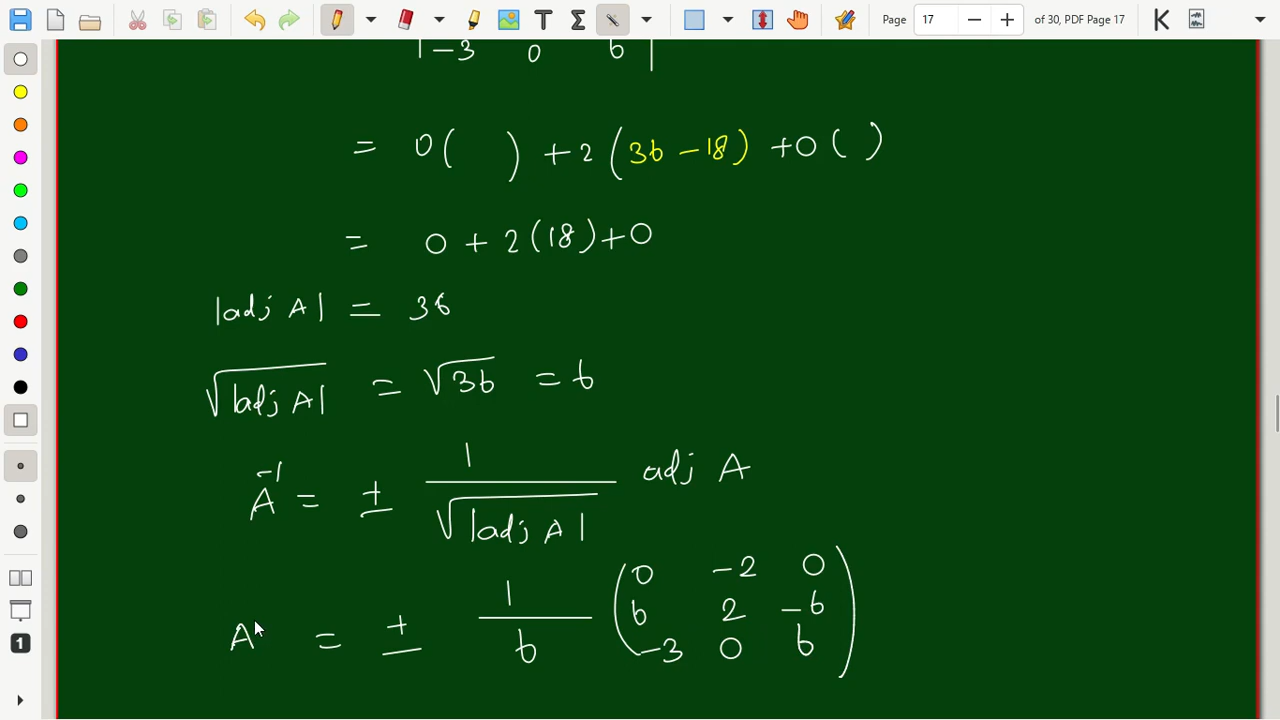 Page 17 of 30, PDF Page 17
|-3 0 6|
= 0( ) + 2(36 - 18) + 0( )
= 0 + 2(18) + 0
|adj A| = 36
√|adj A| = √36 = 6
A⁻¹ = ± 1/√|adj A| adj A
A = ± 1/6 (0 -2 0
6 2 -6
-3 0 6)
1